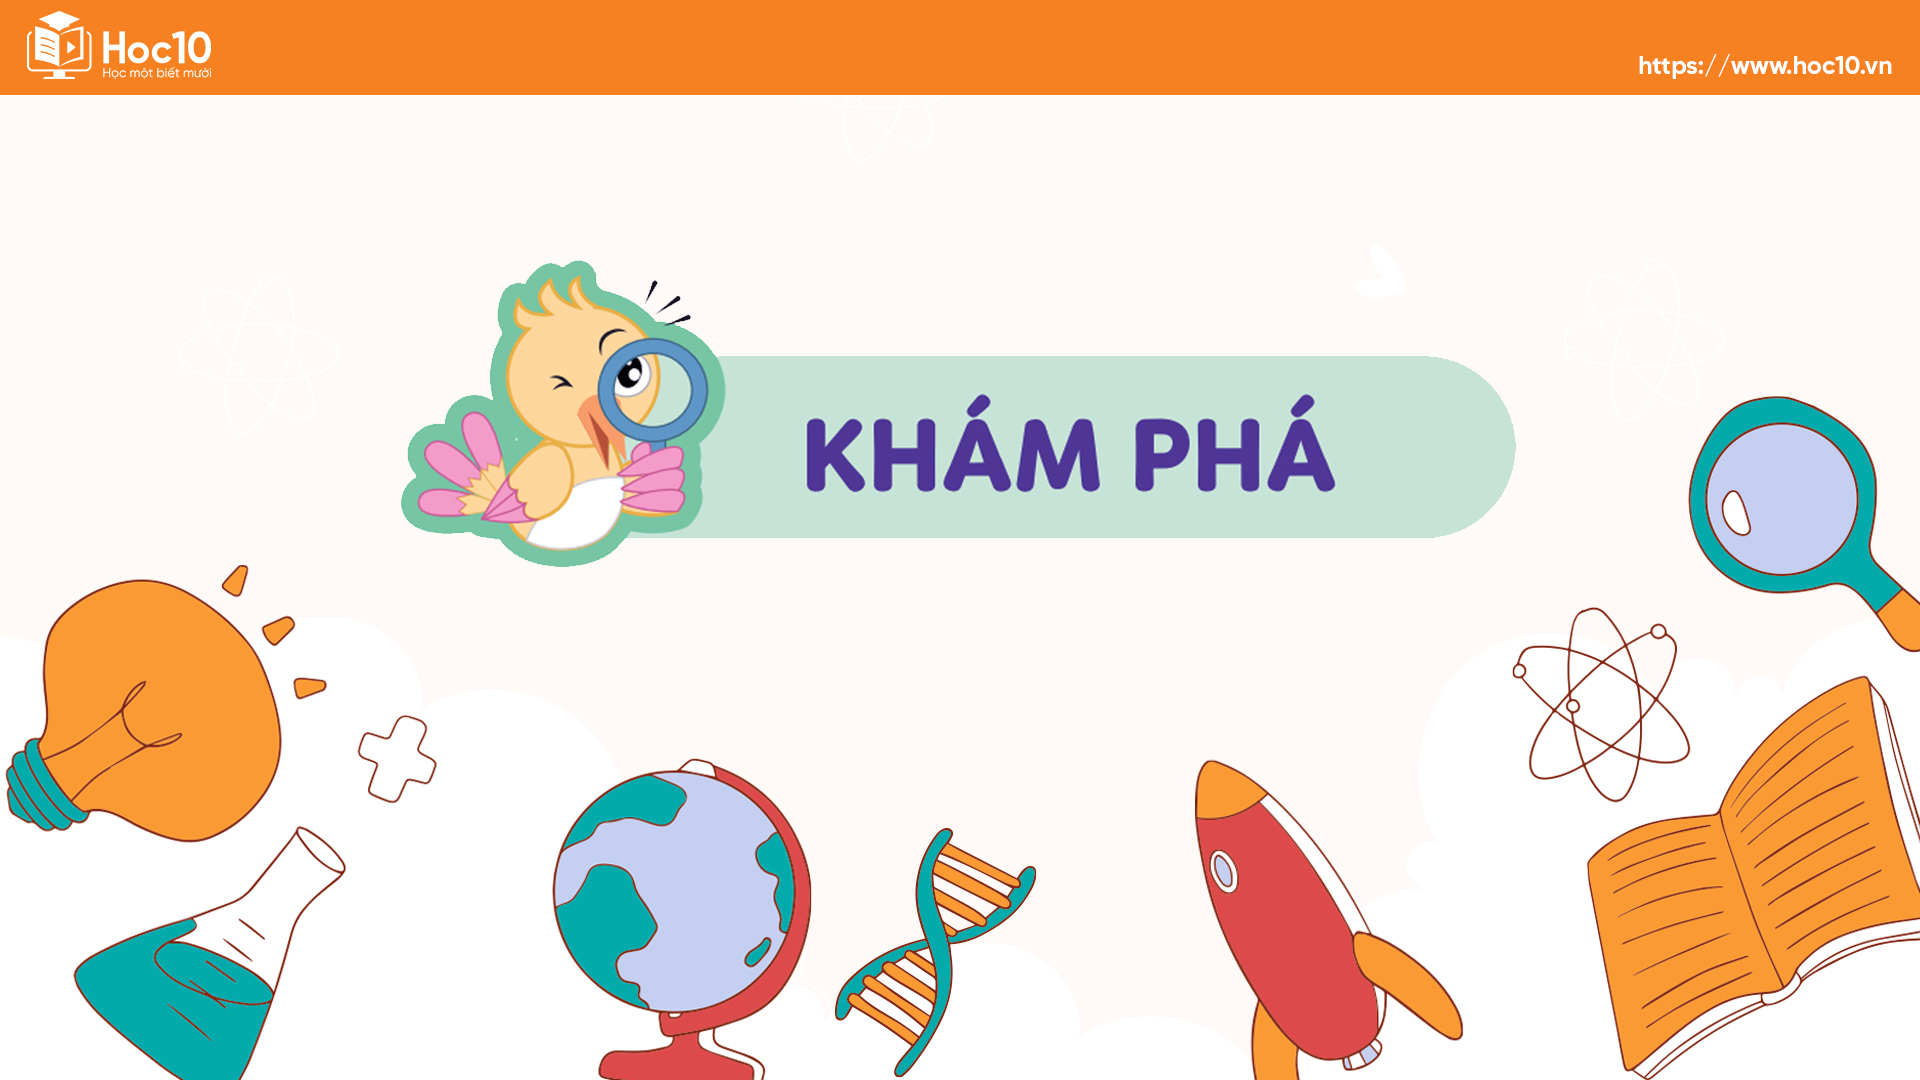 Hoc10
Học một biết mười
https://www.hoc10.vn
KHÁM PHÁ